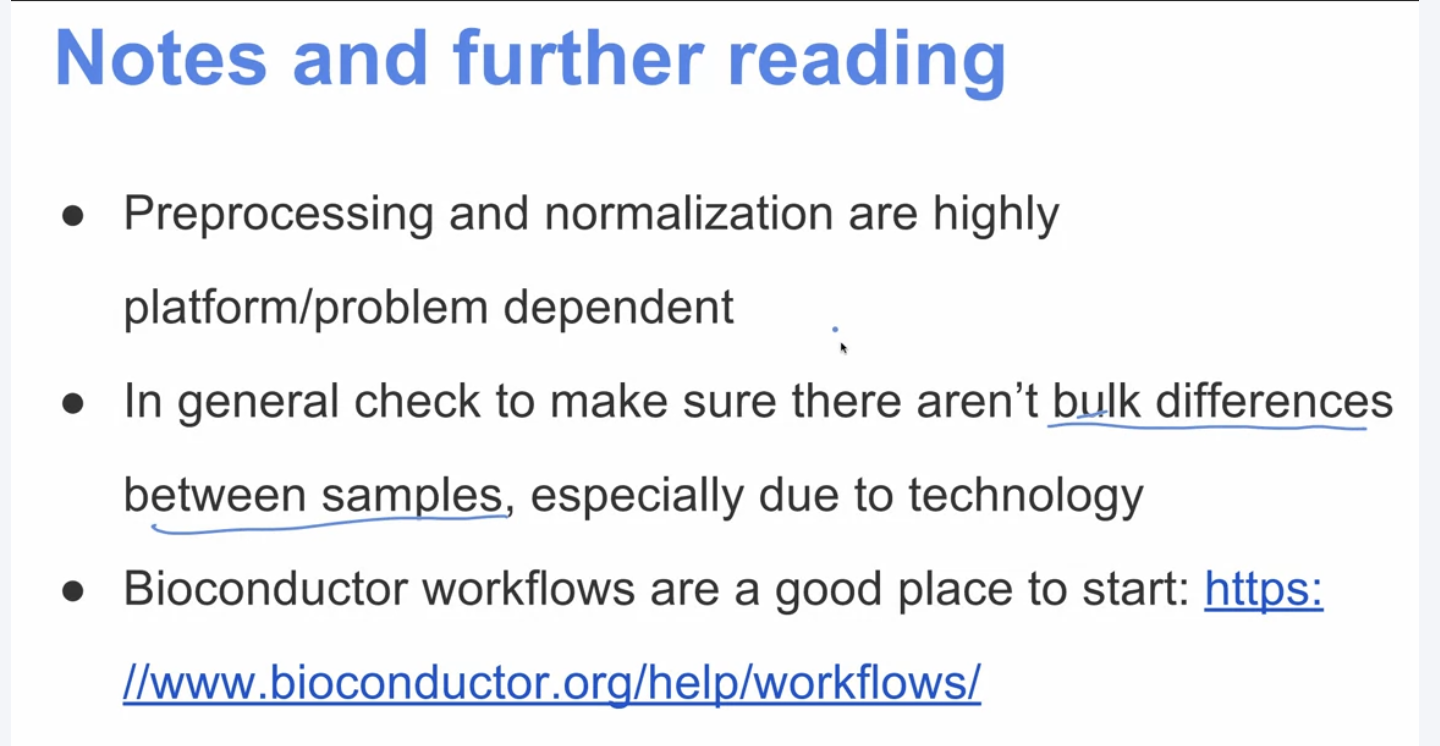 Notes and further reading
● Preprocessing and normalization are highly
platform/problem dependent
● In general check to make sure there aren’t bulk differences
between samples, especially due to technology
● Bioconductor workflows are a good place to start: https:
//www.bioconductor.org/help/workflows/